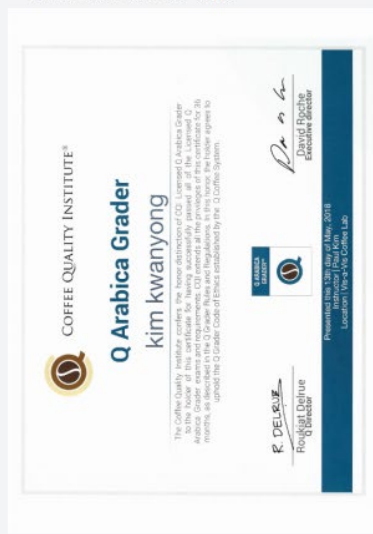 COFFEE QUALITY INSTITUTE®
Q Arabica Grader
kim kwanyong
The Coffee Quality Institute confers the honor distinction of CQI Licensed Q Arabica Grader
to the holder of this certificate for having successfully passed all of the Licensed Q
Arabica Grader exams and requirements. CQI extends all the privileges of this certificate for 36
months, as described in the Q Grader Rules and Regulations. In this honor, the holder agrees to
uphold the Q Grader Code of Ethics established by the Q Coffee System.
R. DELRUE
Roukiat Delrue
Q Director
Q ARABICA
GRADER
David Roche
Executive director
Presented this 13th day of May, 2018
Instructor | Paul Kim
Location | Vis-à-Vis Coffee Lab